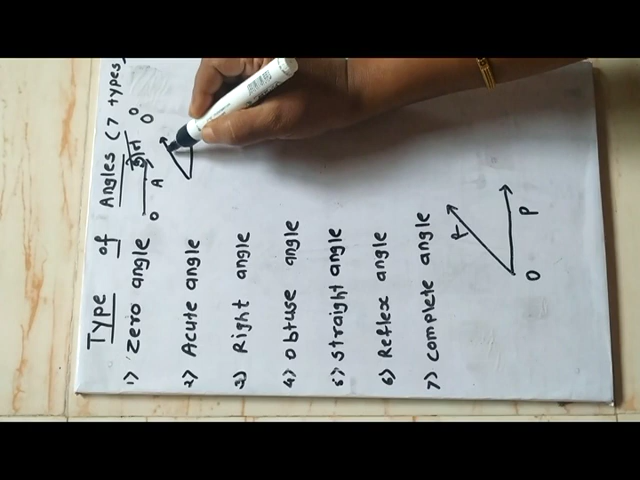 Type of Angles (7 types)
1) Zero angle
O A
0°
2) Acute angle
3) Right angle
4) Obtuse angle
5) straight angle
6) Reflex angle
7) complete angle
O P